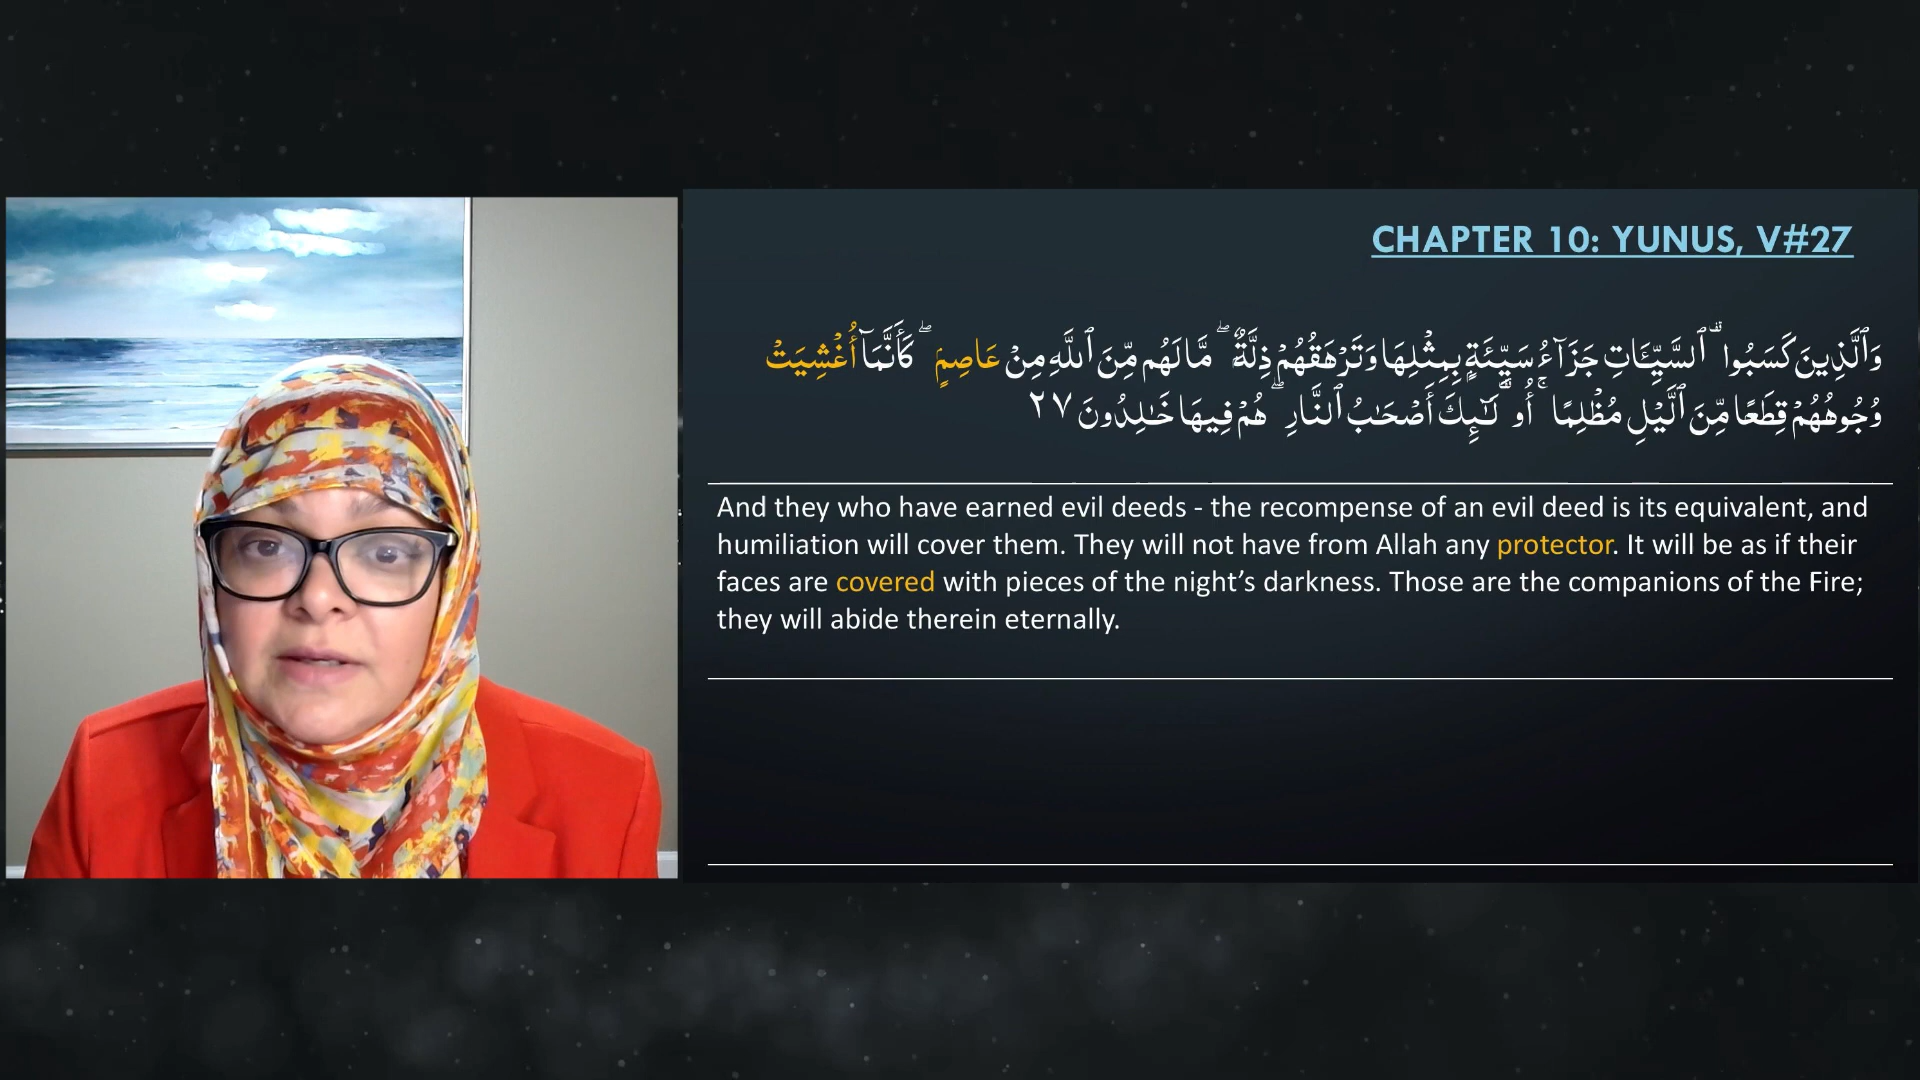 CHAPTER 10: YUNUS, V#27
وَٱلَّذِينَ كَسَبُوا۟ ٱلسَّيِّـَٔاتِ جَزَآءُ سَيِّئَةٍۭ بِمِثْلِهَا وَتَرْهَقُهُمْ ذِلَّةٌ ۖ مَّا لَهُم مِّنَ ٱللَّهِ مِنْ عَاصِمٍ ۖ كَأَنَّمَآ أُغْشِيَتْ
وُجُوهُهُمْ قِطَعًا مِّنَ ٱلَّيْلِ مُظْلِمًا ۚ أُو۟لَـٰٓئِكَ أَصْحَـٰبُ ٱلنَّارِ ۖ هُمْ فِيهَا خَـٰلِدُونَ ٢٧
And they who have earned evil deeds - the recompense of an evil deed is its equivalent, and
humiliation will cover them. They will not have from Allah any protector. It will be as if their
faces are covered with pieces of the night’s darkness. Those are the companions of the Fire;
they will abide therein eternally.